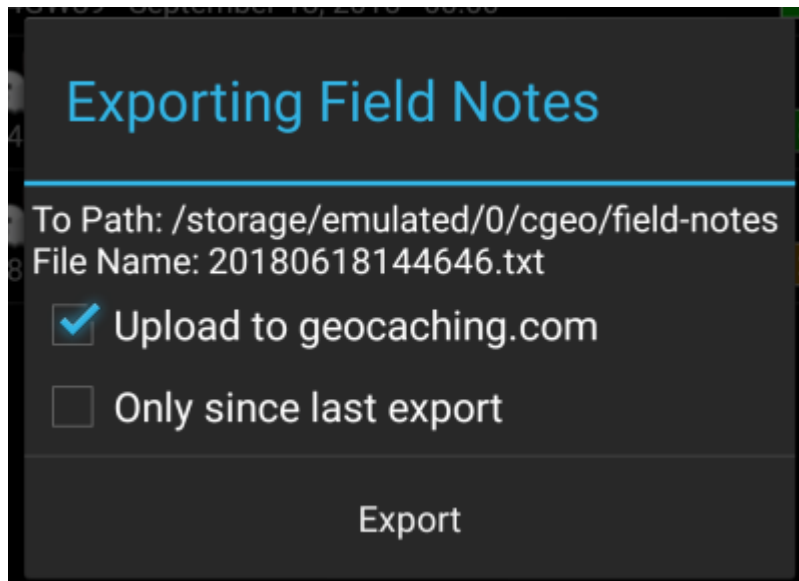 Exporting Field Notes
To Path: /storage/emulated/0/cgeo/field-notes
File Name: 20180618144646.txt
Upload to geocaching.com
Only since last export
Export